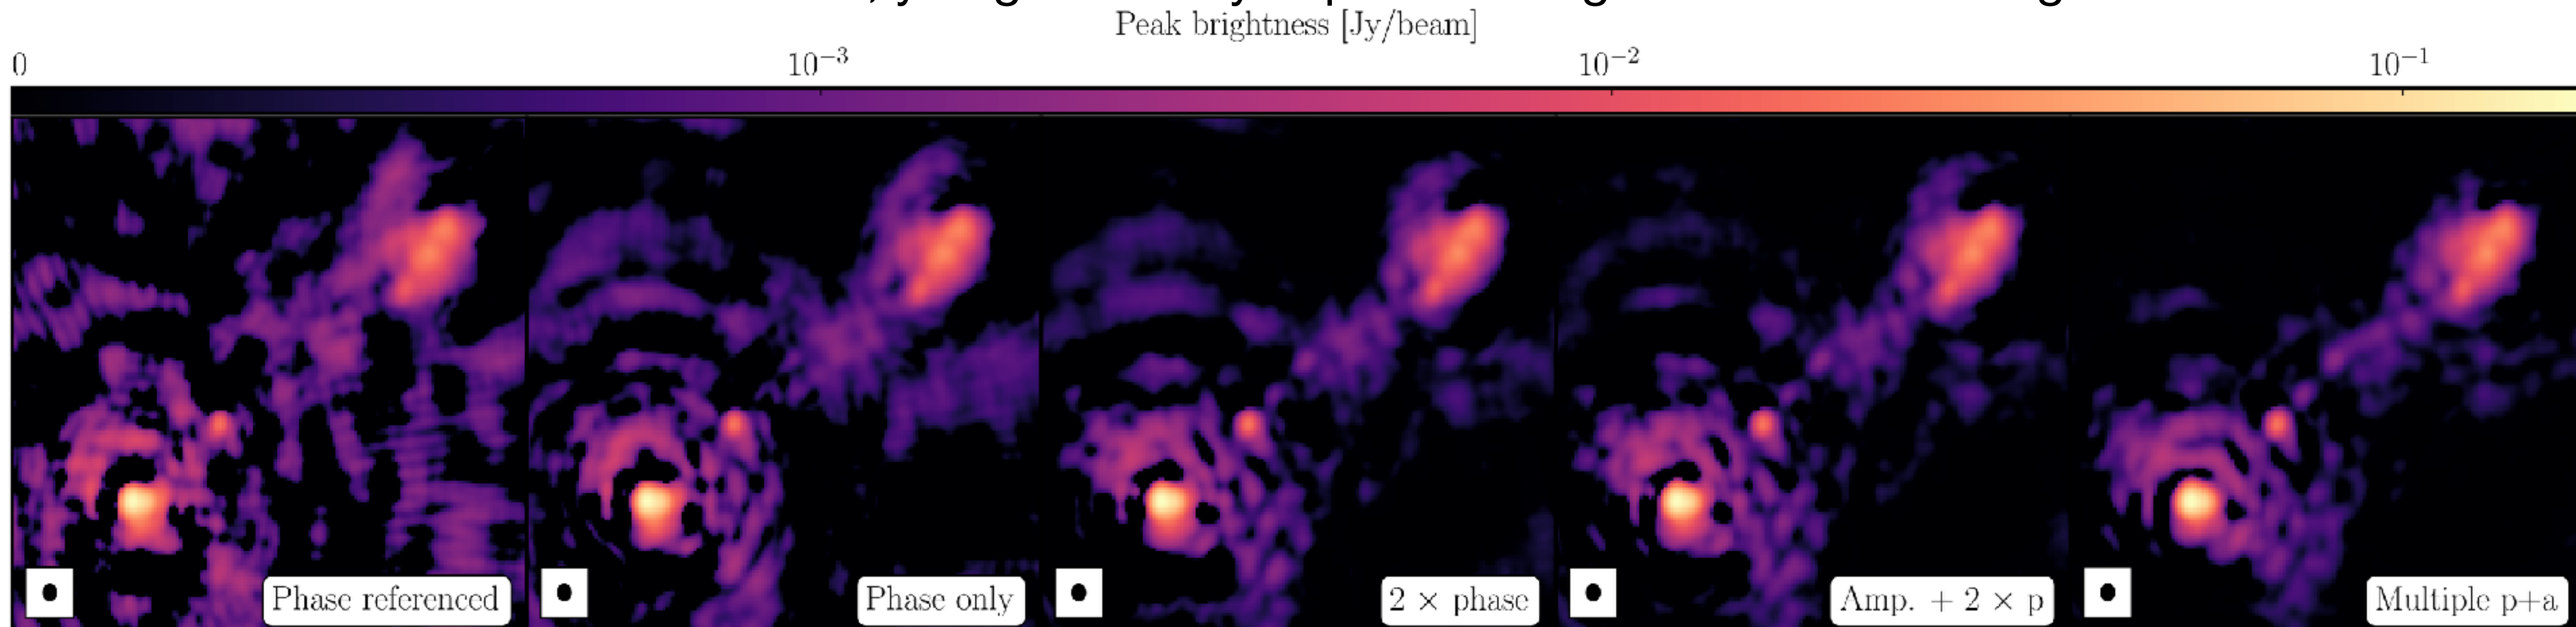 Peak brightness [Jy/beam]
0 10⁻³ 10⁻² 10⁻¹
Phase referenced
Phase only
2 × phase
Amp. + 2 × p
Multiple p+a